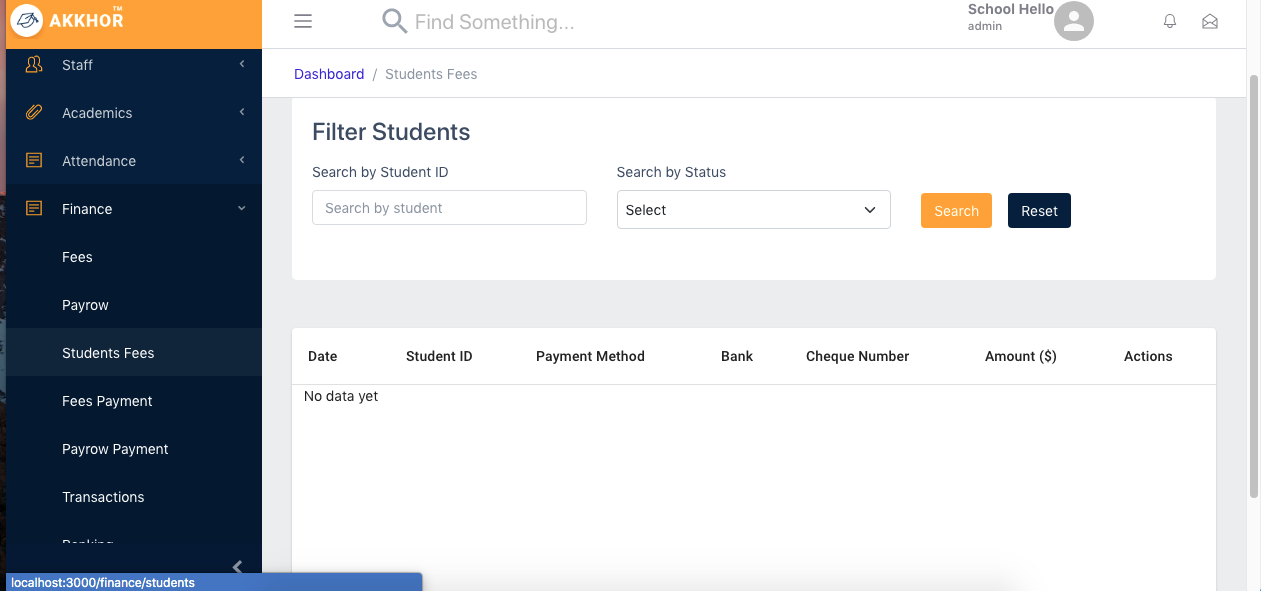 AKKHOR™
Find Something...
School Hello
admin
Staff
Academics
Attendance
Finance
Fees
Payrow
Students Fees
Fees Payment
Payrow Payment
Transactions
Banking
localhost:3000/finance/students
Dashboard / Students Fees
Filter Students
Search by Student ID
Search by Status
Search by student
Select
Search
Reset
Date Student ID Payment Method Bank Cheque Number Amount ($) Actions
No data yet